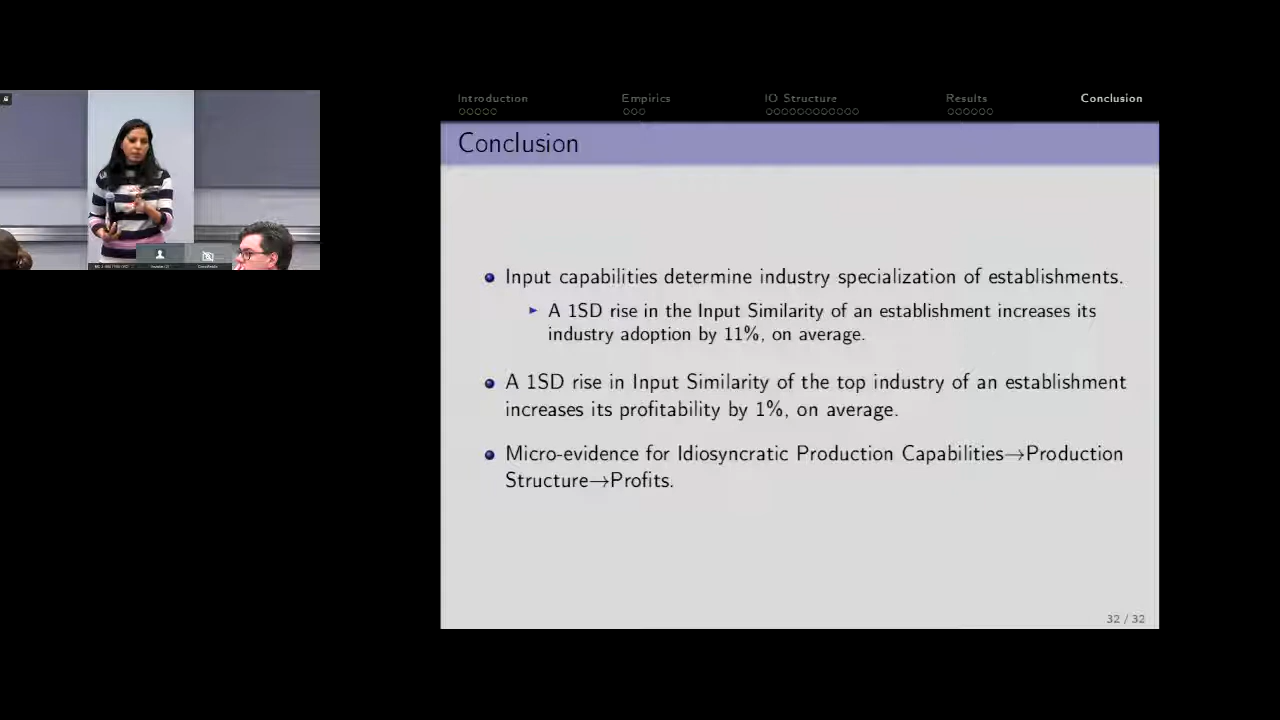 Introduction Empirics IO Structure Results Conclusion
Conclusion
Input capabilities determine industry specialization of establishments.
A 1SD rise in the Input Similarity of an establishment increases its
industry adoption by 11%, on average.
A 1SD rise in Input Similarity of the top industry of an establishment
increases its profitability by 1%, on average.
Micro-evidence for Idiosyncratic Production Capabilities→Production
Structure→Profits.
32 / 32